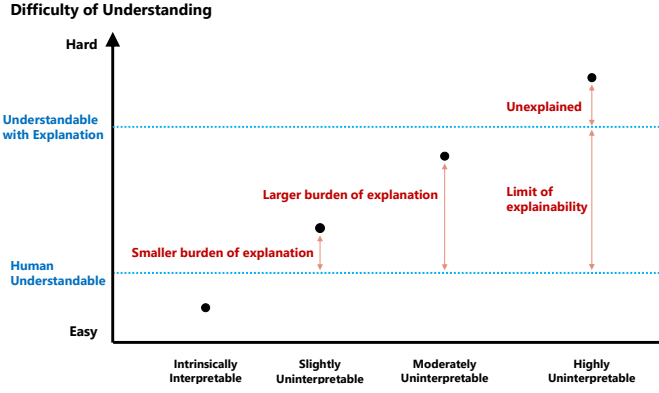 Difficulty of Understanding
Hard
Unexplained
Understandable
with Explanation
Larger burden of explanation
Limit of
explainability
Smaller burden of explanation
Human
Understandable
Easy
Intrinsically
Interpretable
Slightly
Uninterpretable
Moderately
Uninterpretable
Highly
Uninterpretable